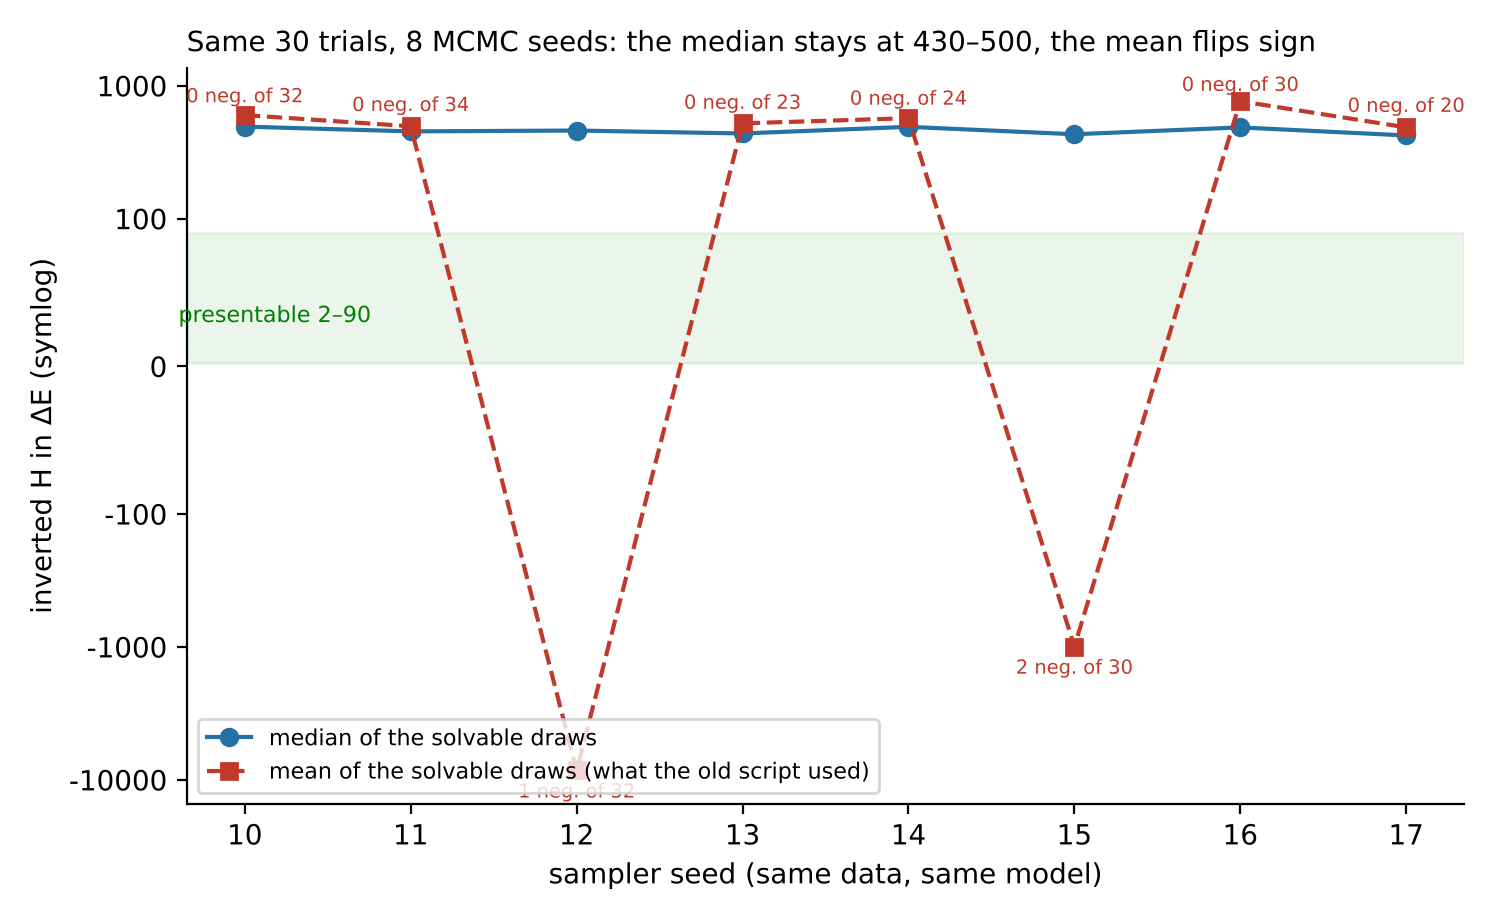 Same 30 trials, 8 MCMC seeds: the median stays at 430–500, the mean flips sign
1000
100
0
-100
-1000
-10000
inverted H in ΔE (symlog)
0 neg. of 32
0 neg. of 34
0 neg. of 23
0 neg. of 24
0 neg. of 30
0 neg. of 20
presentable 2–90
2 neg. of 30
median of the solvable draws
mean of the solvable draws (what the old script used)
1 neg. of 32
10 11 12 13 14 15 16 17
sampler seed (same data, same model)